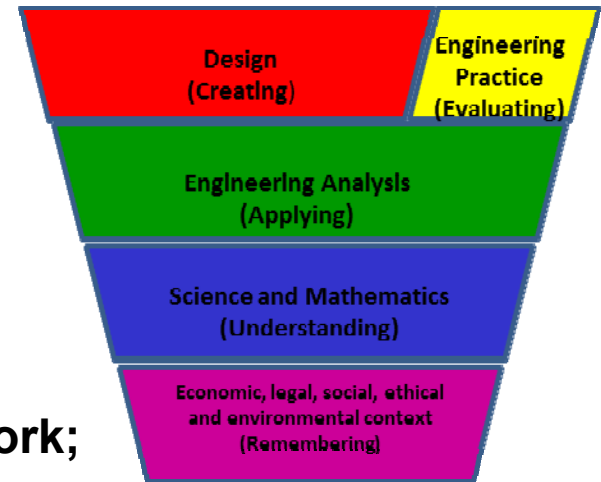 Design
(Creating)
Engineering
Practice
(Evaluating)
Engineering Analysis
(Applying)
Science and Mathematics
(Understanding)
Economic, legal, social, ethical
and environmental context
(Remembering)
ork;